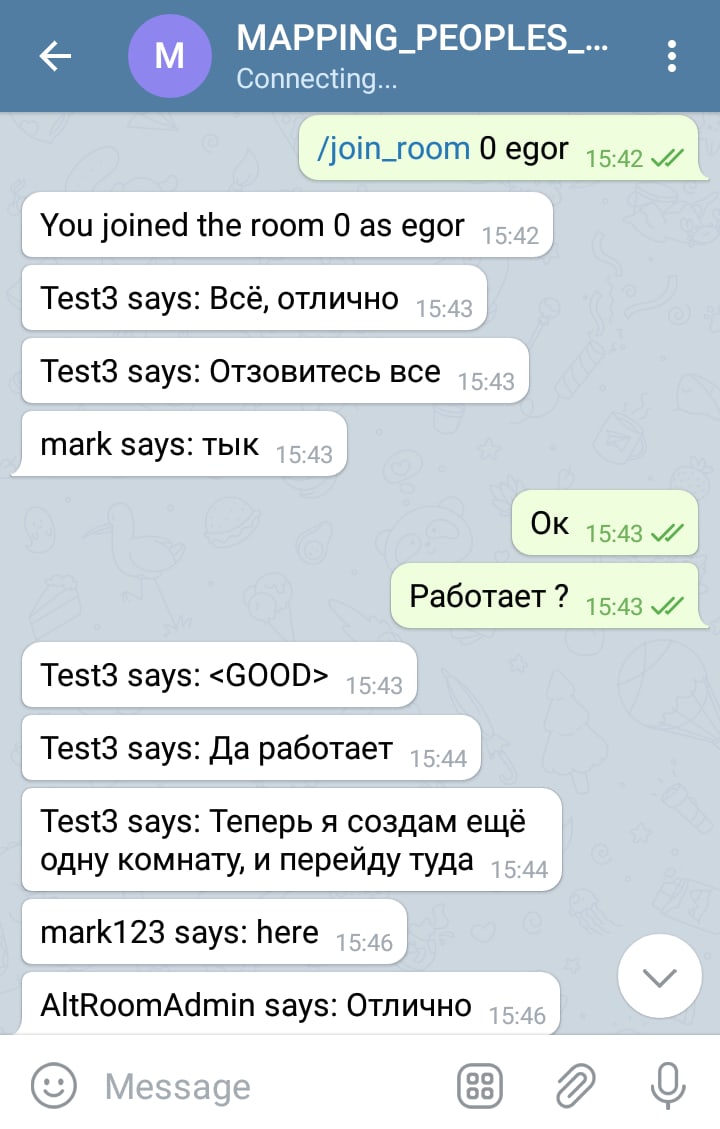 M
MAPPING_PEOPLES_...
Connecting...
/join_room 0 egor 15:42
You joined the room 0 as egor 15:42
Test3 says: Всё, отлично 15:43
Test3 says: Отзовитесь все 15:43
mark says: тык 15:43
Ок 15:43
Работает ? 15:43
Test3 says: <GOOD> 15:43
Test3 says: Да работает 15:44
Test3 says: Теперь я создам ещё
одну комнату, и перейду туда 15:44
mark123 says: here 15:46
AltRoomAdmin says: Отлично 15:46
Message